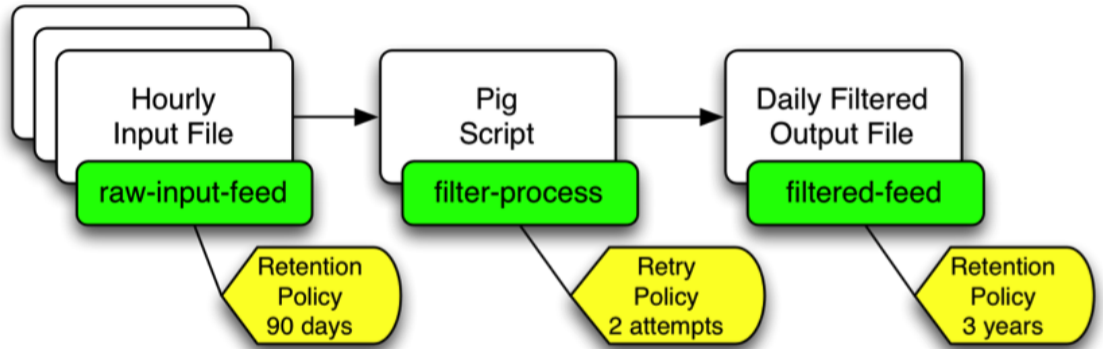 Hourly
Input File
raw-input-feed
Retention
Policy
90 days
Pig
Script
filter-process
Retry
Policy
2 attempts
Daily Filtered
Output File
filtered-feed
Retention
Policy
3 years